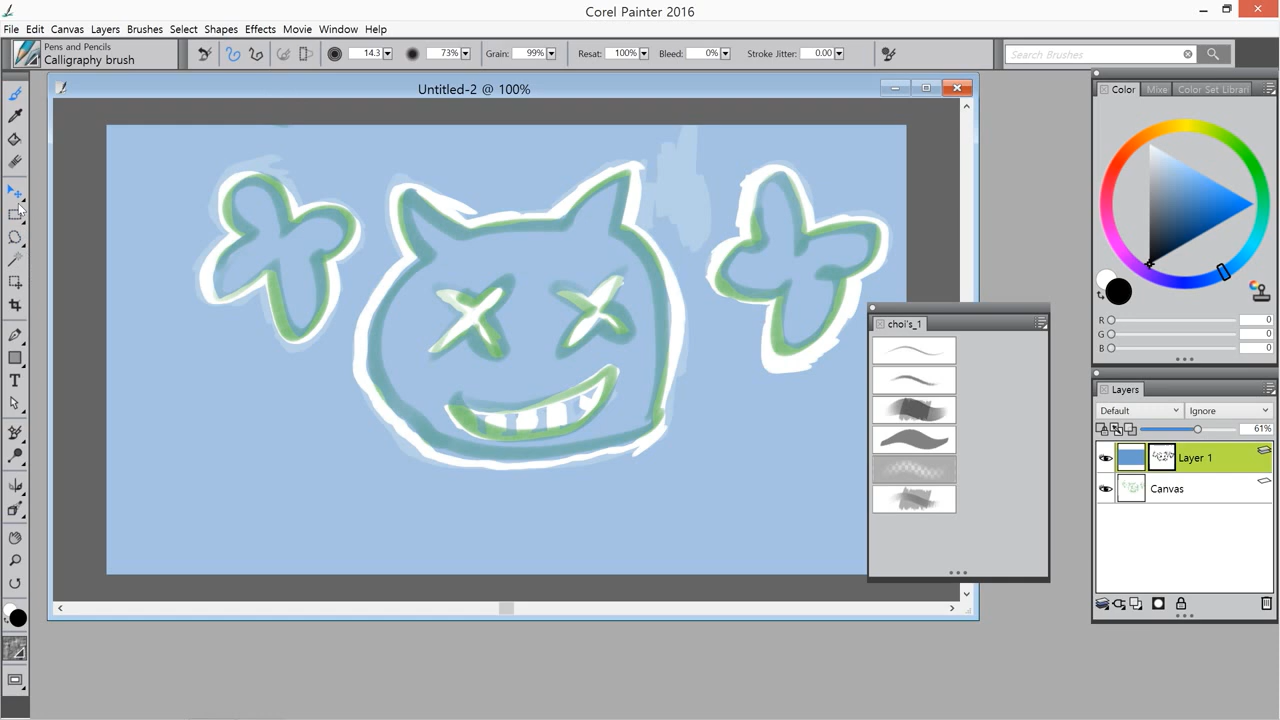 Corel Painter 2016
File Edit Canvas Layers Brushes Select Shapes Effects Movie Window Help
Pens and Pencils
Calligraphy brush
14.3 73% Grain: 99% Resat: 100% Bleed: 0% Stroke Jitter: 0.00
Search Brushes
Untitled-2 @ 100%
Color Mixe Color Set Librari
R 0
G 0
B 0
choi's_1
Layers
Default Ignore
61%
Layer 1
Canvas
T